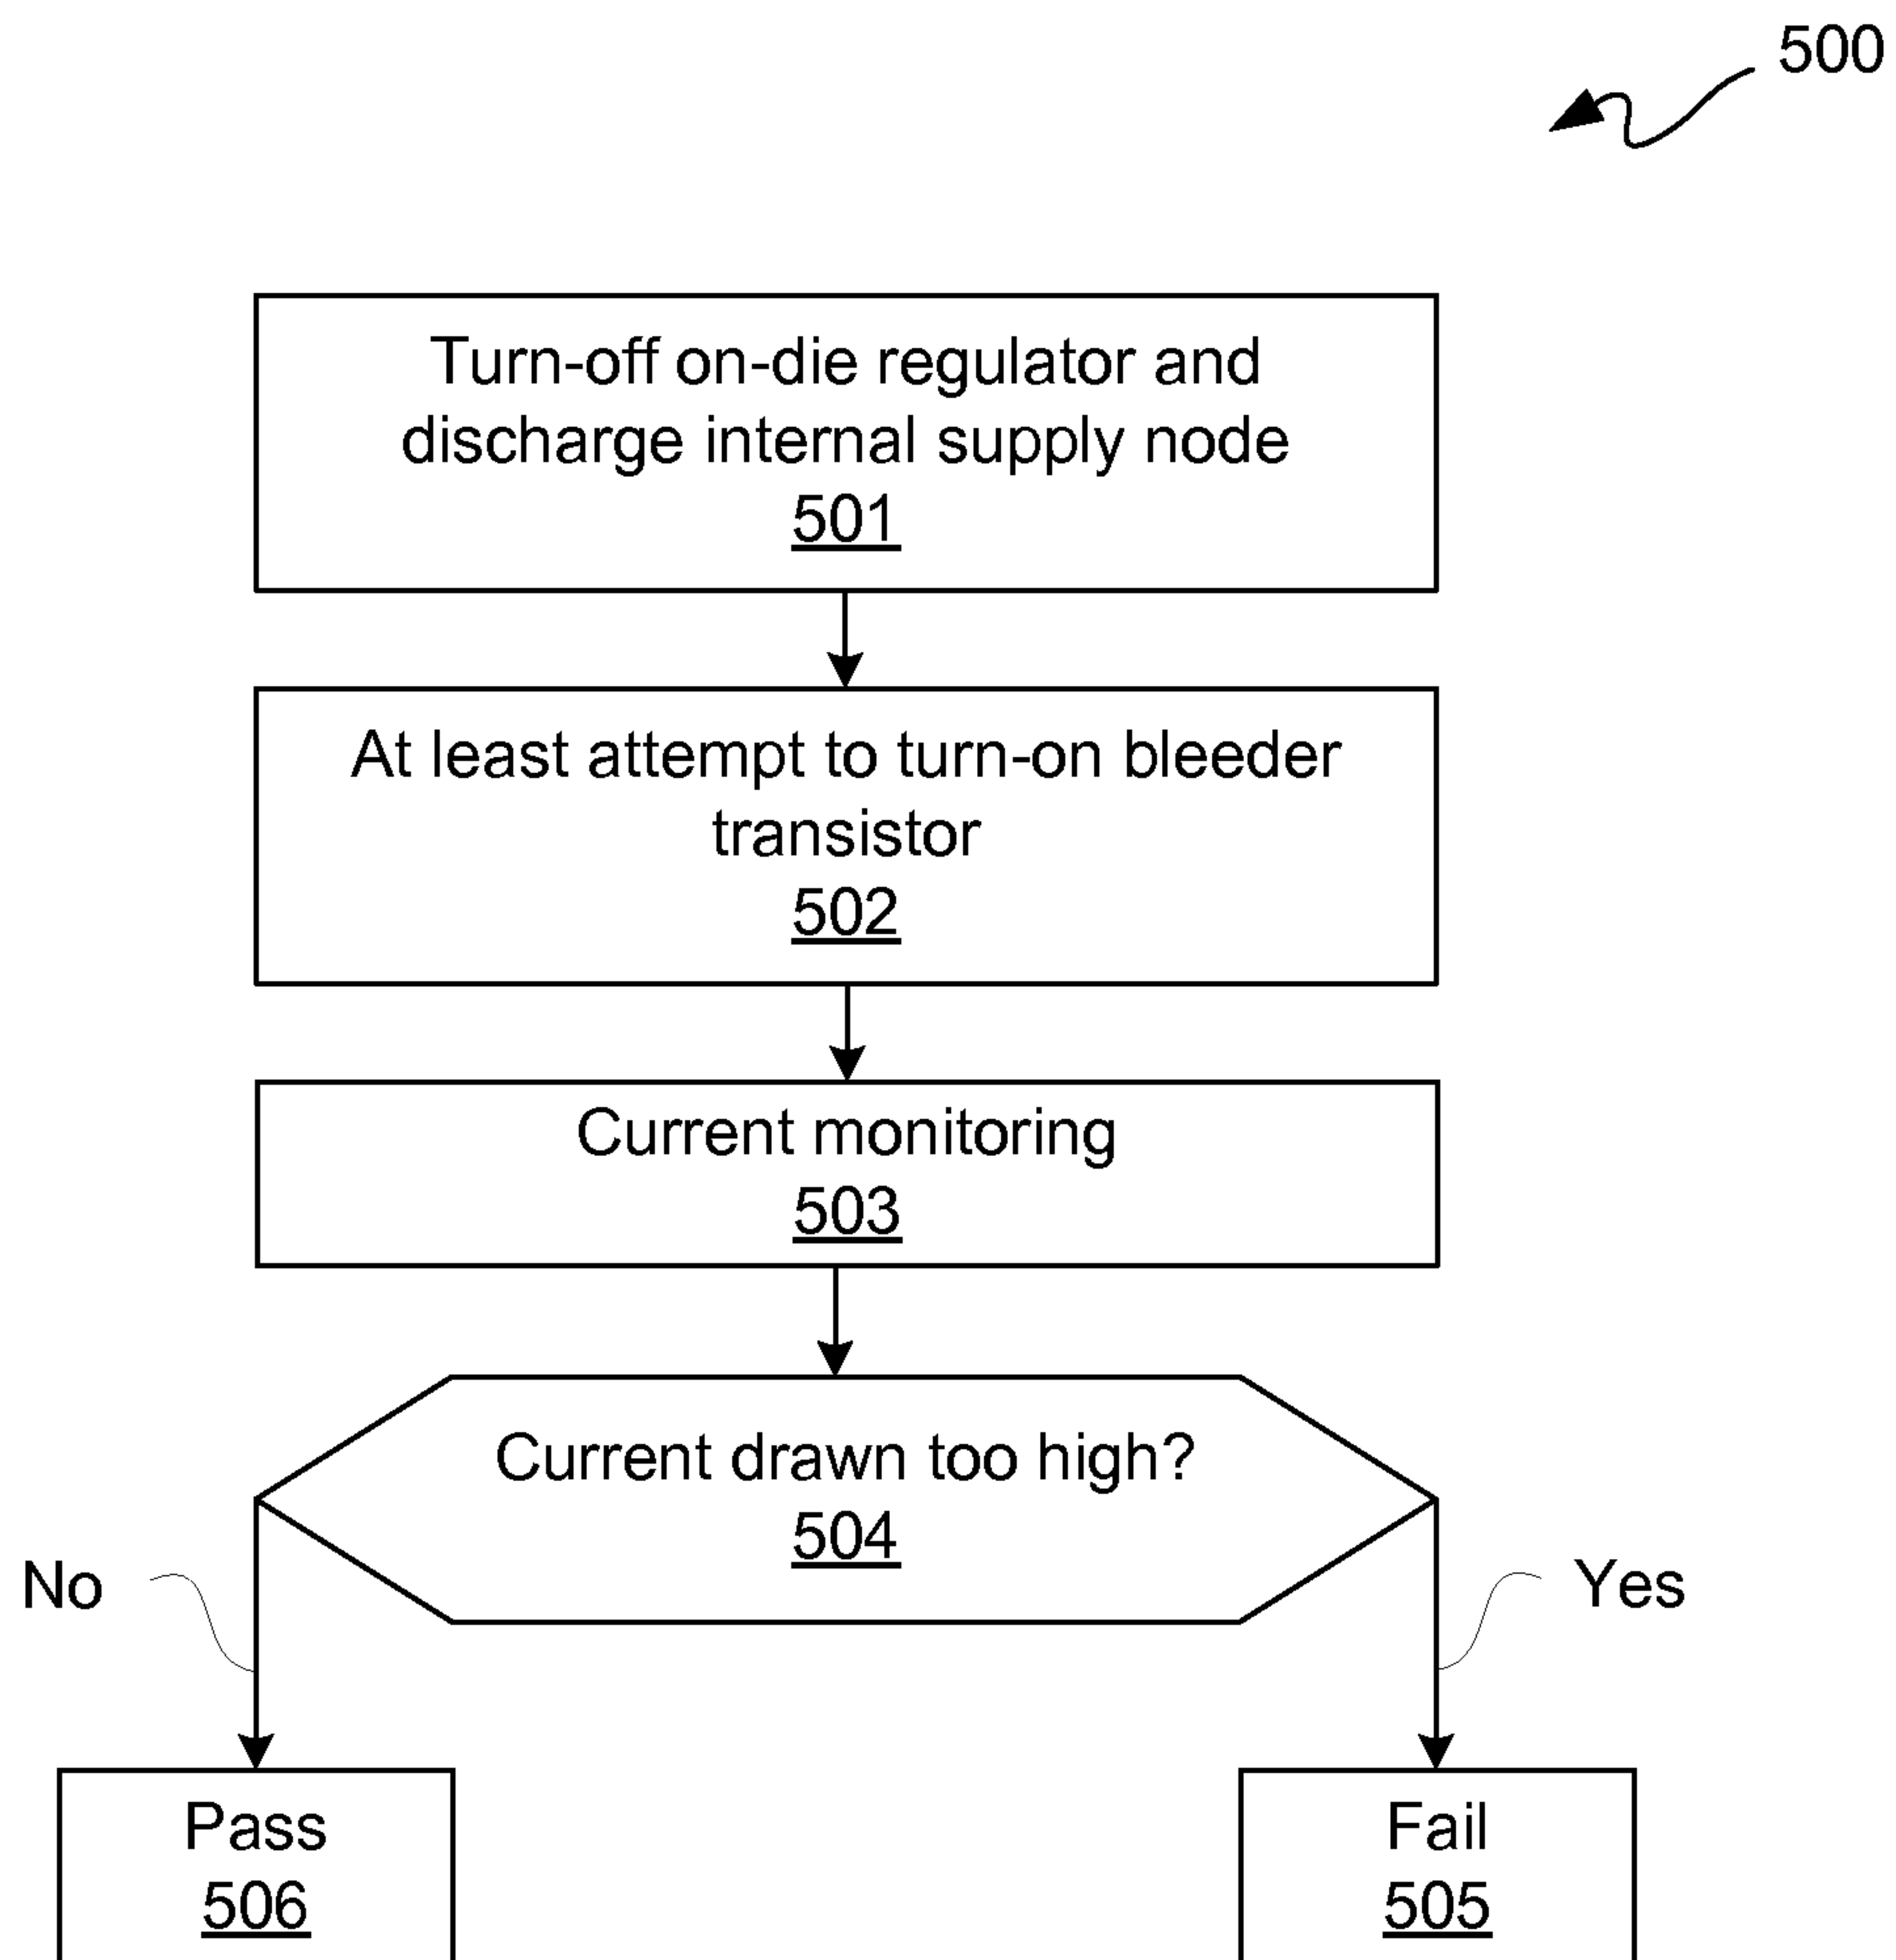 500
Turn-off on-die regulator and
discharge internal supply node
501
At least attempt to turn-on bleeder
transistor
502
Current monitoring
503
Current drawn too high?
504
No
Yes
Pass
506
Fail
505